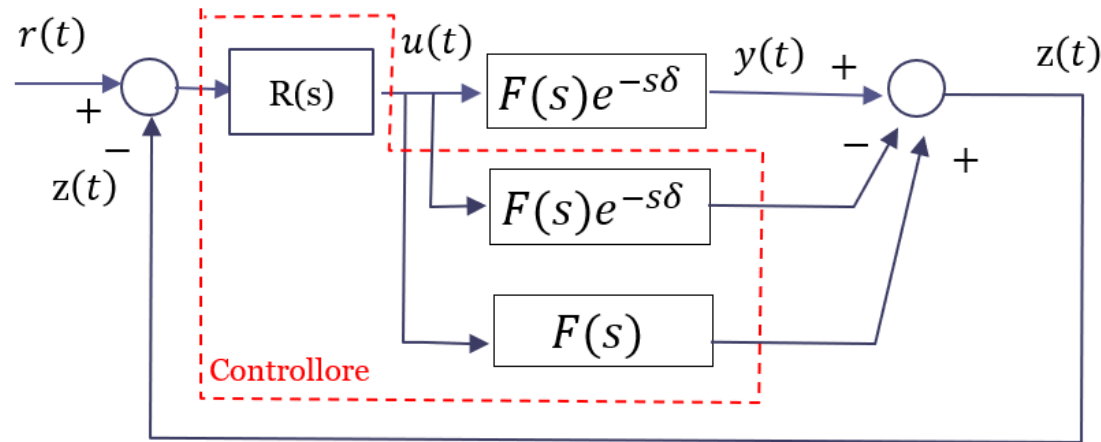 r(t)
+
−
z(t)
R(s)
u(t)
F(s)e^{-sδ}
y(t)
+
z(t)
−
+
F(s)e^{-sδ}
F(s)
Controllore